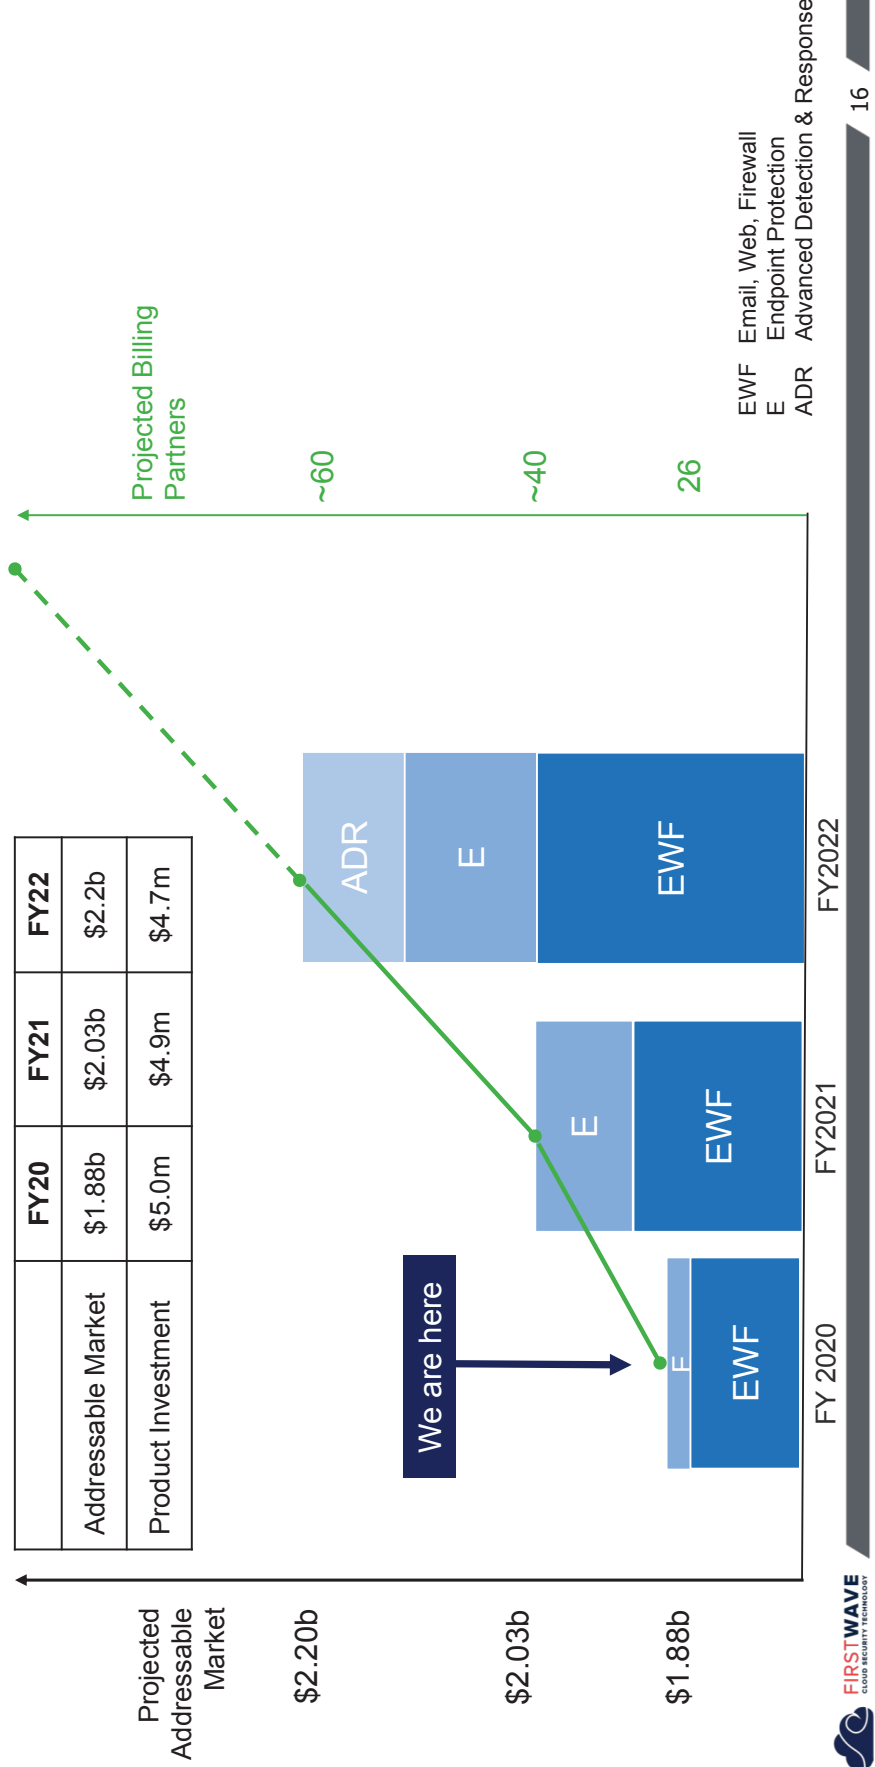 FY20 FY21 FY22
Addressable Market $1.88b $2.03b $2.2b
Product Investment $5.0m $4.9m $4.7m
Projected
Addressable
Market
$2.20b
$2.03b
$1.88b
We are here
E
EWF
E
EWF
ADR
E
EWF
FY 2020
FY2021
FY2022
Projected Billing
Partners
~60
~40
26
EWF Email, Web, Firewall
E Endpoint Protection
ADR Advanced Detection & Response
FIRSTWAVE
CLOUD SECURITY TECHNOLOGY
16